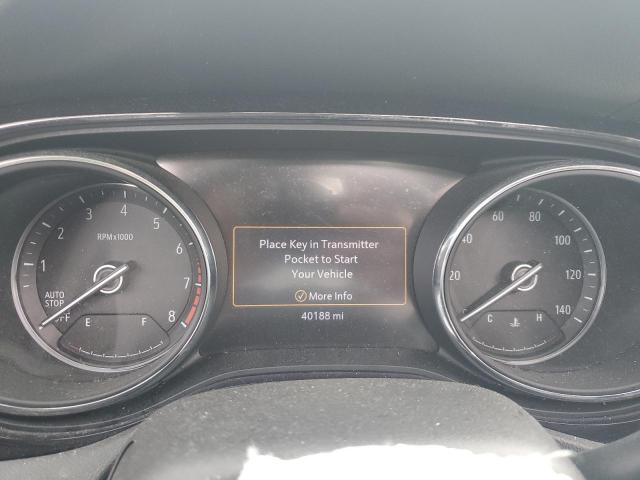 1 2 3 4 5 6 7 8
RPMx1000
AUTO
STOP
OFF
E F
Place Key in Transmitter
Pocket to Start
Your Vehicle
More Info
40188 mi
20 40 60 80 100 120 140
C H